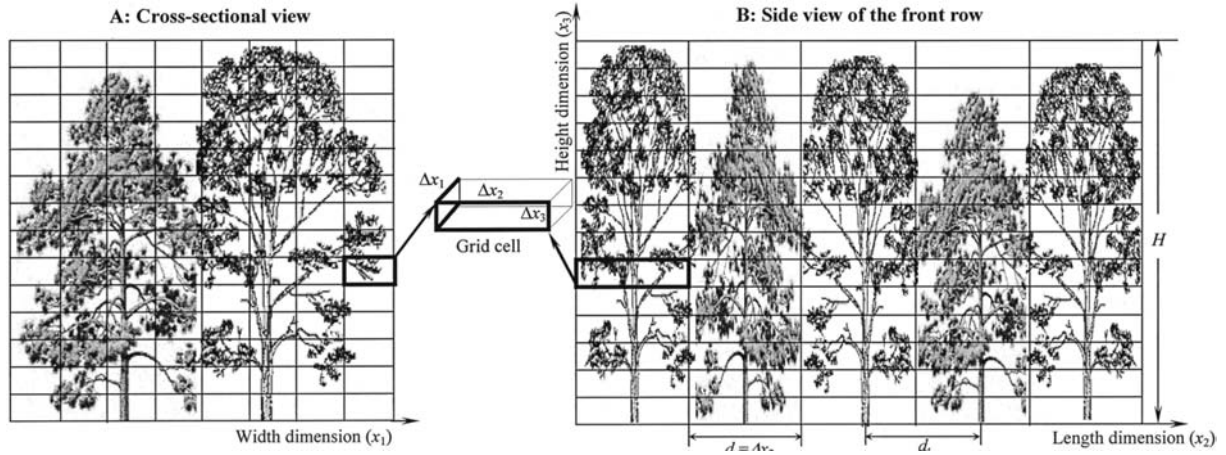 A: Cross-sectional view
B: Side view of the front row
Height dimension (x₃)
Δx₁
Δx₂
Δx₃
Grid cell
H
Width dimension (x₁)
d = Δx₂
Length dimension (x₂)